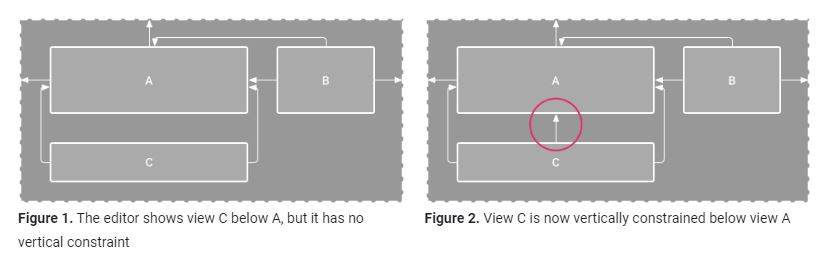 A
B
C
Figure 1. The editor shows view C below A, but it has no
vertical constraint
A
B
C
Figure 2. View C is now vertically constrained below view A